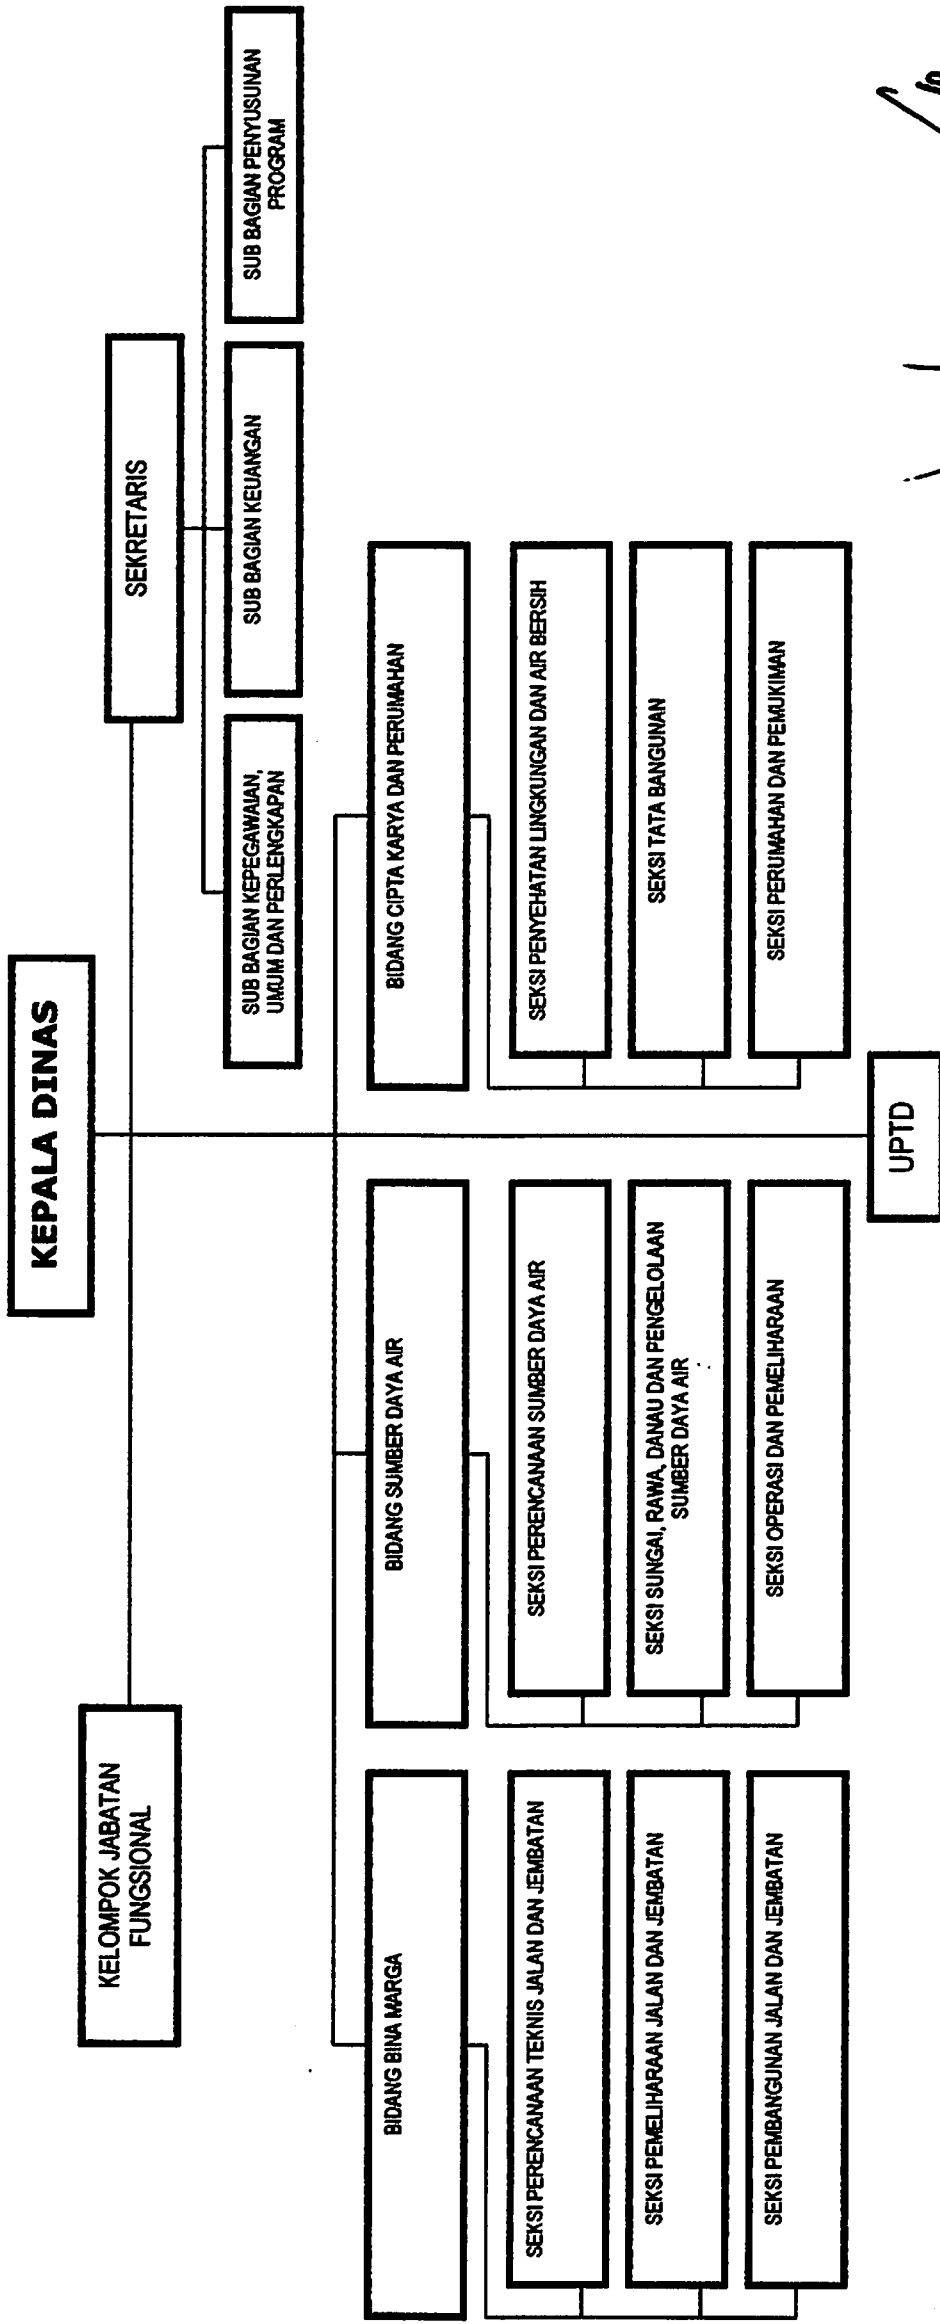 KEPALA DINAS
KELOMPOK JABATAN
FUNGSIONAL
SEKRETARIS
SUB BAGIAN KEPEGAWAIAN,
UMUM DAN PERLENGKAPAN
SUB BAGIAN KEUANGAN
SUB BAGIAN PENYUSUNAN
PROGRAM
BIDANG BINA MARGA
SEKSI PERENCANAAN TEKNIS JALAN DAN JEMBATAN
SEKSI PEMELIHARAAN JALAN DAN JEMBATAN
SEKSI PEMBANGUNAN JALAN DAN JEMBATAN
BIDANG SUMBER DAYA AIR
SEKSI PERENCANAAN SUMBER DAYA AIR
SEKSI SUNGAI, RAWA, DANAU DAN PENGELOLAAN
SUMBER DAYA AIR
SEKSI OPERASI DAN PEMELIHARAAN
BIDANG CIPTA KARYA DAN PERUMAHAN
SEKSI PENYEHATAN LINGKUNGAN DAN AIR BERSIH
SEKSI TATA BANGUNAN
SEKSI PERUMAHAN DAN PEMUKIMAN
UPTD